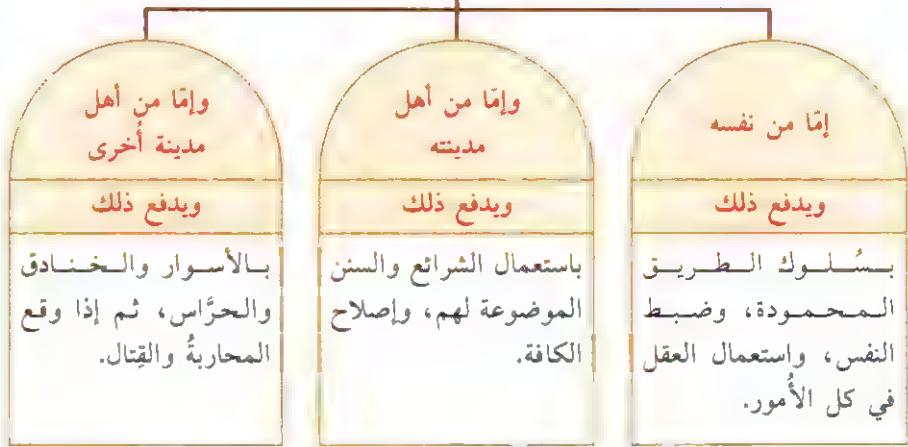 إمّا من نفسه
ويدفع ذلك
بسُلوك الطريق
المحمودة، وضبط
النفس، واستعمال العقل
في كل الأُمور.
وإمّا من أهل
مدينته
ويدفع ذلك
باستعمال الشرائع والسنن
الموضوعة لهم، وإصلاح
الكافة.
وإمّا من أهل
مدينة أُخرى
ويدفع ذلك
بالأسوار والخنادق
والحرَّاس، ثم إذا وقع
المحاربةُ والقِتال.